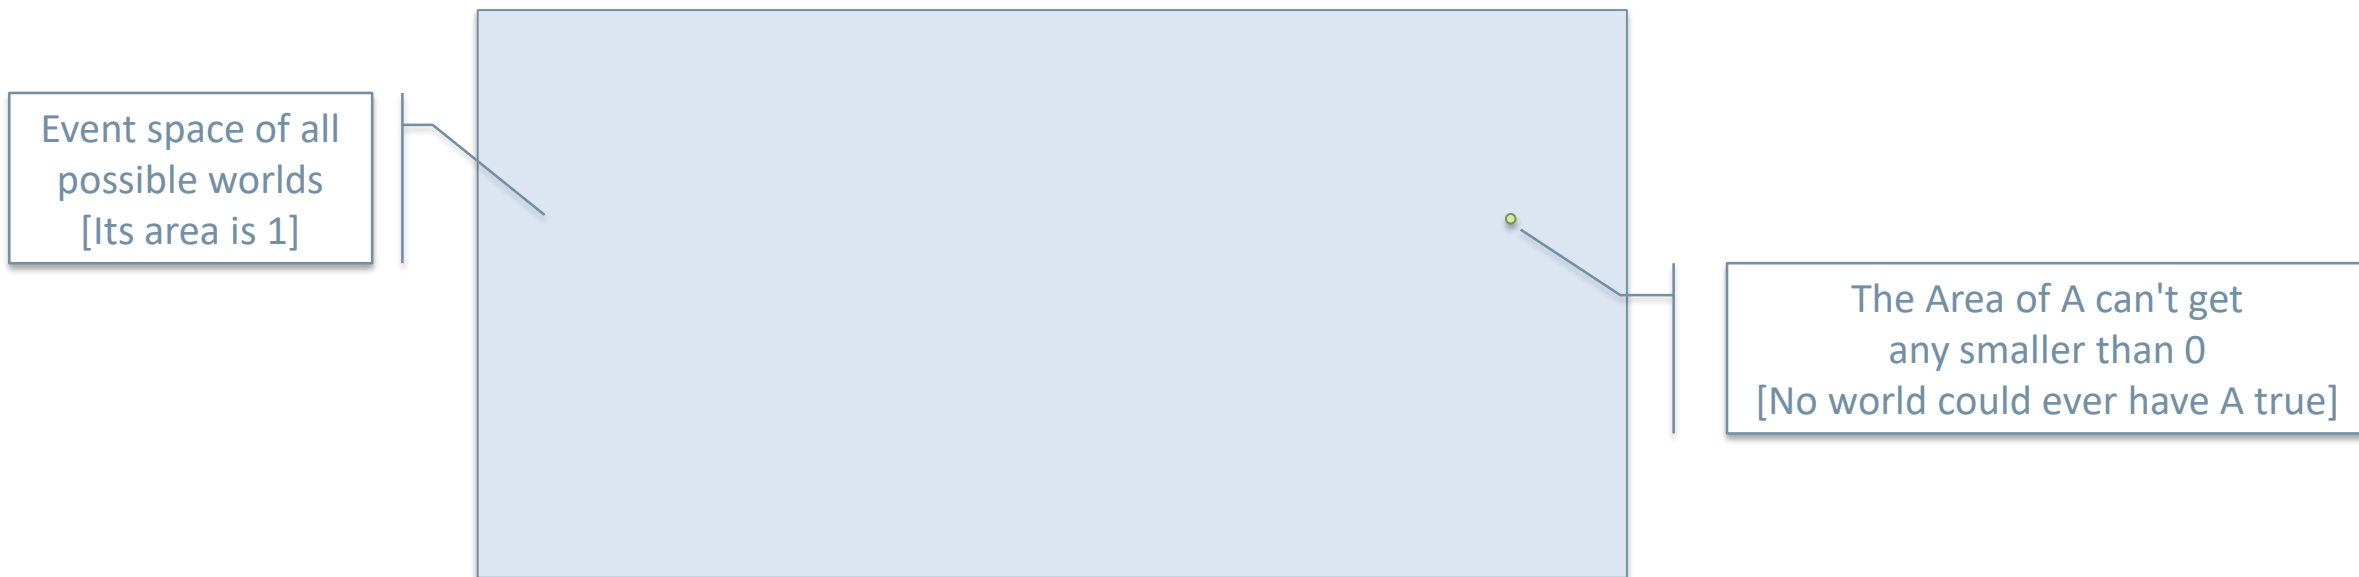 Event space of all
possible worlds
[Its area is 1]
The Area of A can't get
any smaller than 0
[No world could ever have A true]